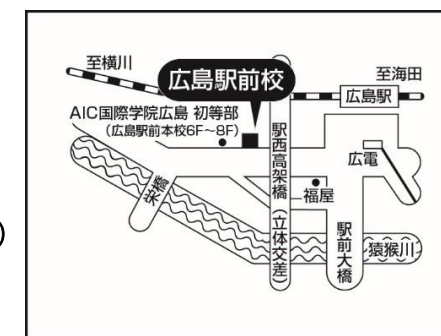 至横川
広島駅前校
至海田
広島駅
AIC国際学院広島 初等部
(広島駅前本校6F～8F)
駅西高架橋(立体交差)
広電
福屋
栄橋
駅前大橋
猿猴川
)